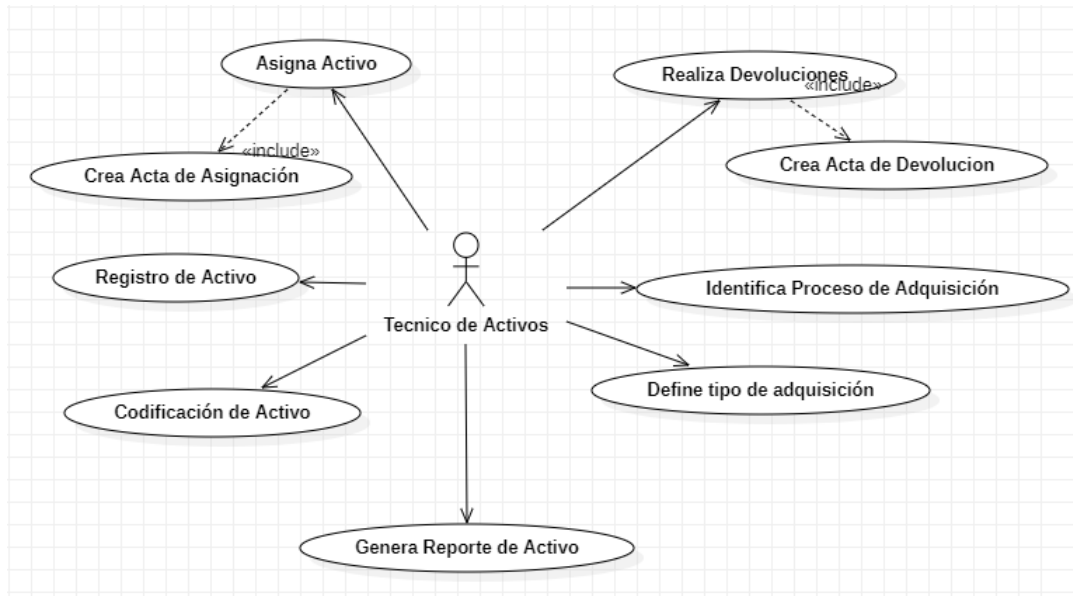 Asigna Activo
Realiza Devoluciones
«include»
«include»
Crea Acta de Asignación
Crea Acta de Devolucion
Registro de Activo
Identifica Proceso de Adquisición
Tecnico de Activos
Define tipo de adquisición
Codificación de Activo
Genera Reporte de Activo